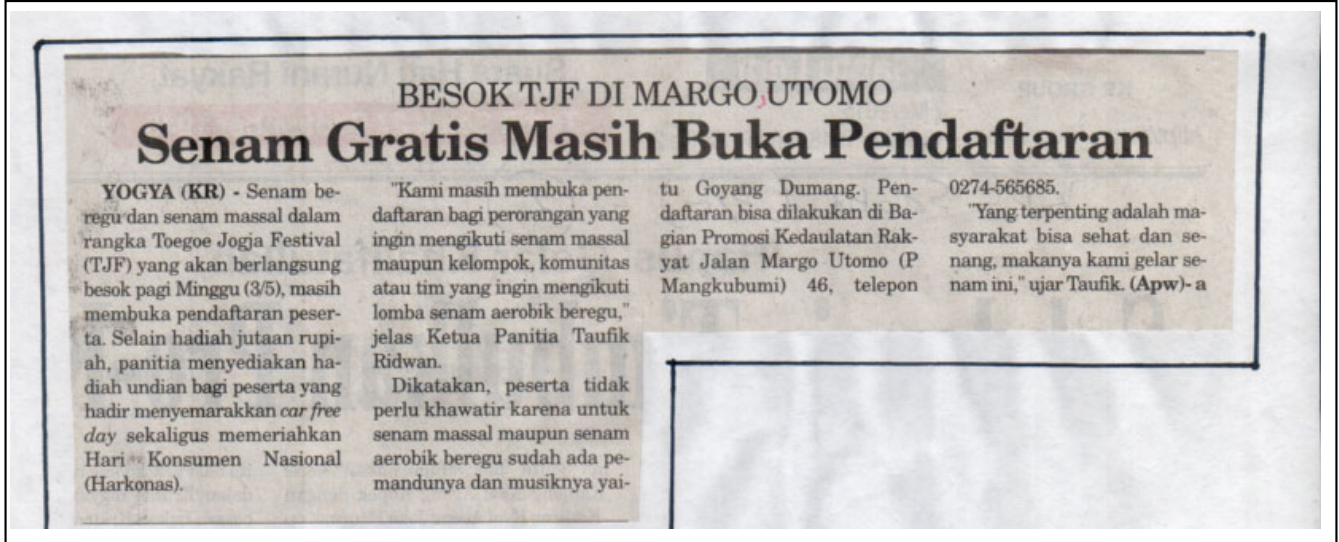 BESOK TJF DI MARGO UTOMO
Senam Gratis Masih Buka Pendaftaran
YOGYA (KR) - Senam be-
regu dan senam massal dalam
rangka Toegoe Jogja Festival
(TJF) yang akan berlangsung
besok pagi Minggu (3/5), masih
membuka pendaftaran peser-
ta. Selain hadiah jutaan rupi-
ah, panitia menyediakan ha-
diah undian bagi peserta yang
hadir menyemarakkan car free
day sekaligus memeriahkan
Hari Konsumen Nasional
(Harkonas).
"Kami masih membuka pen-
daftaran bagi perorangan yang
ingin mengikuti senam massal
maupun kelompok, komunitas
atau tim yang ingin mengikuti
lomba senam aerobik beregu,"
jelas Ketua Panitia Taufik
Ridwan.
Dikatakan, peserta tidak
perlu khawatir karena untuk
senam massal maupun senam
aerobik beregu sudah ada pe-
mandunya dan musiknya yai-
tu Goyang Dumang. Pen-
daftaran bisa dilakukan di Ba-
gian Promosi Kedaulatan Rak-
yat Jalan Margo Utomo (P
Mangkubumi) 46, telepon
0274-565685.
"Yang terpenting adalah ma-
syarakat bisa sehat dan se-
nang, makanya kami gelar se-
nam ini," ujar Taufik. (Apw)- a